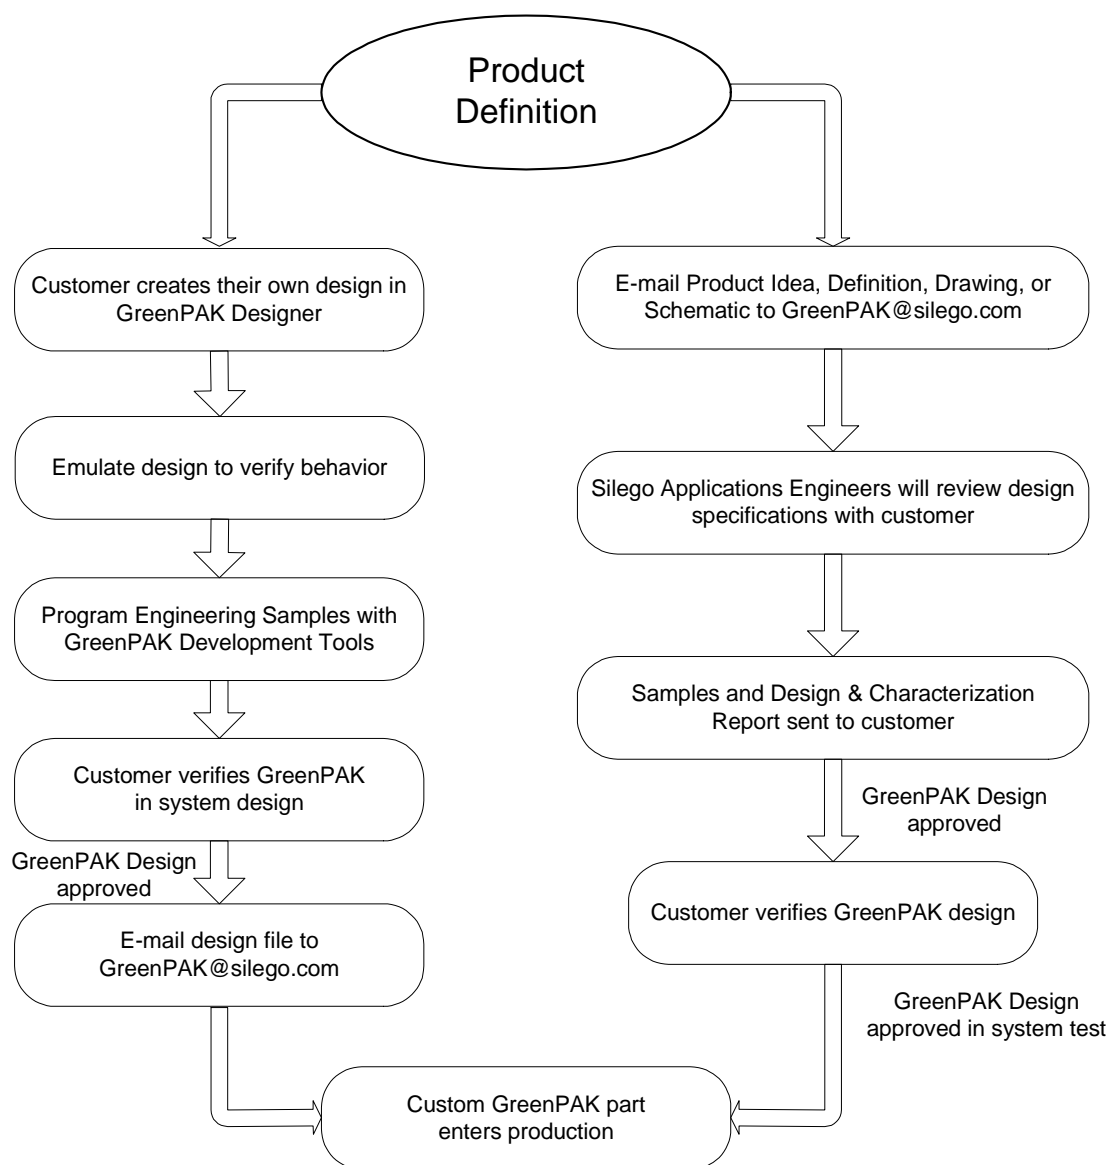 Product
Definition
Customer creates their own design in
GreenPAK Designer
Emulate design to verify behavior
Program Engineering Samples with
GreenPAK Development Tools
Customer verifies GreenPAK
in system design
GreenPAK Design
approved
E-mail design file to
GreenPAK@silego.com
E-mail Product Idea, Definition, Drawing, or
Schematic to GreenPAK@silego.com
Silego Applications Engineers will review design
specifications with customer
Samples and Design & Characterization
Report sent to customer
GreenPAK Design
approved
Customer verifies GreenPAK design
GreenPAK Design
approved in system test
Custom GreenPAK part
enters production